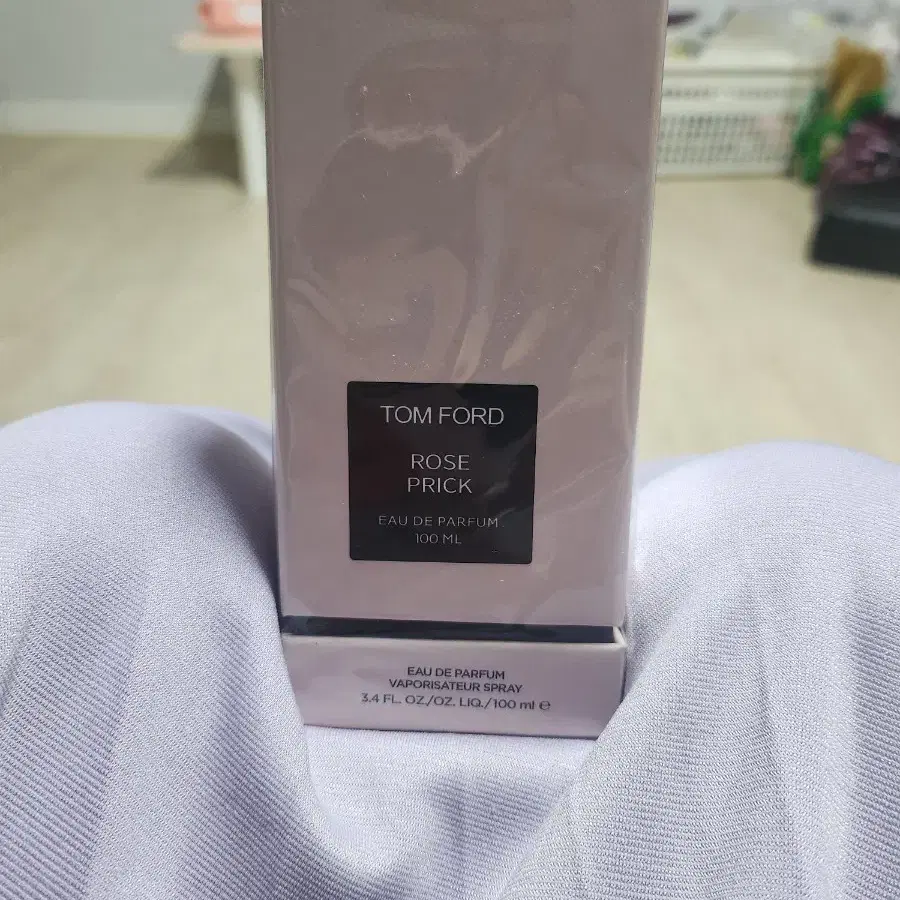 TOM FORD
ROSE
PRICK
EAU DE PARFUM
100 ML
EAU DE PARFUM
VAPORISATEUR SPRAY
3.4 FL. OZ./OZ. LIQ./100 ml ℮